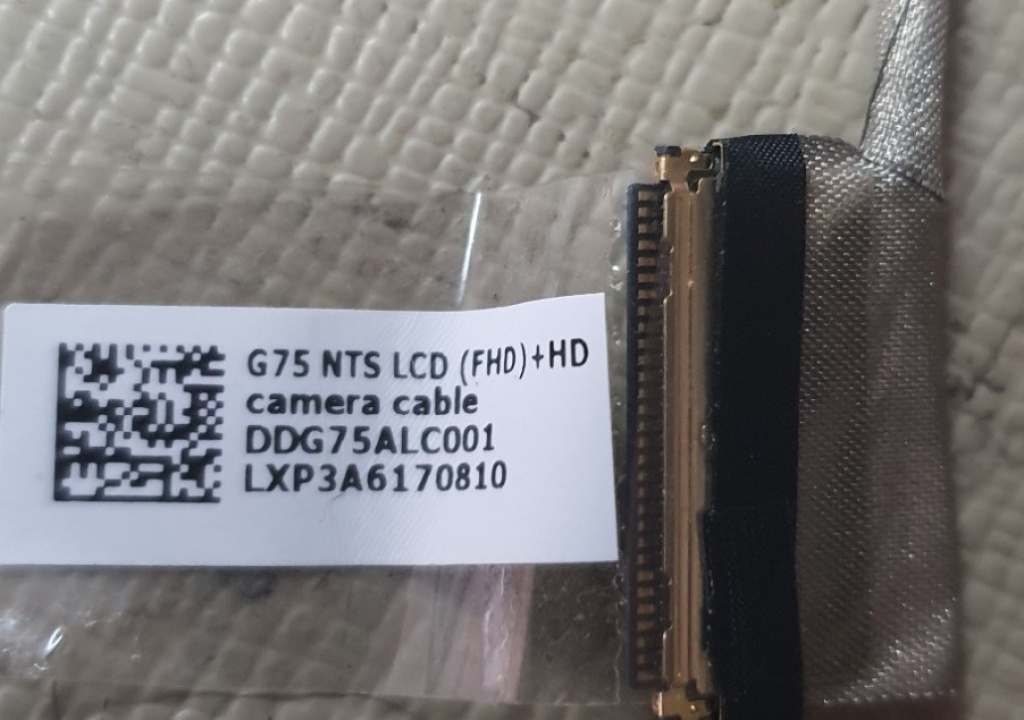 G75 NTS LCD (FHD)+HD
camera cable
DDG75ALC001
LXP3A6170810